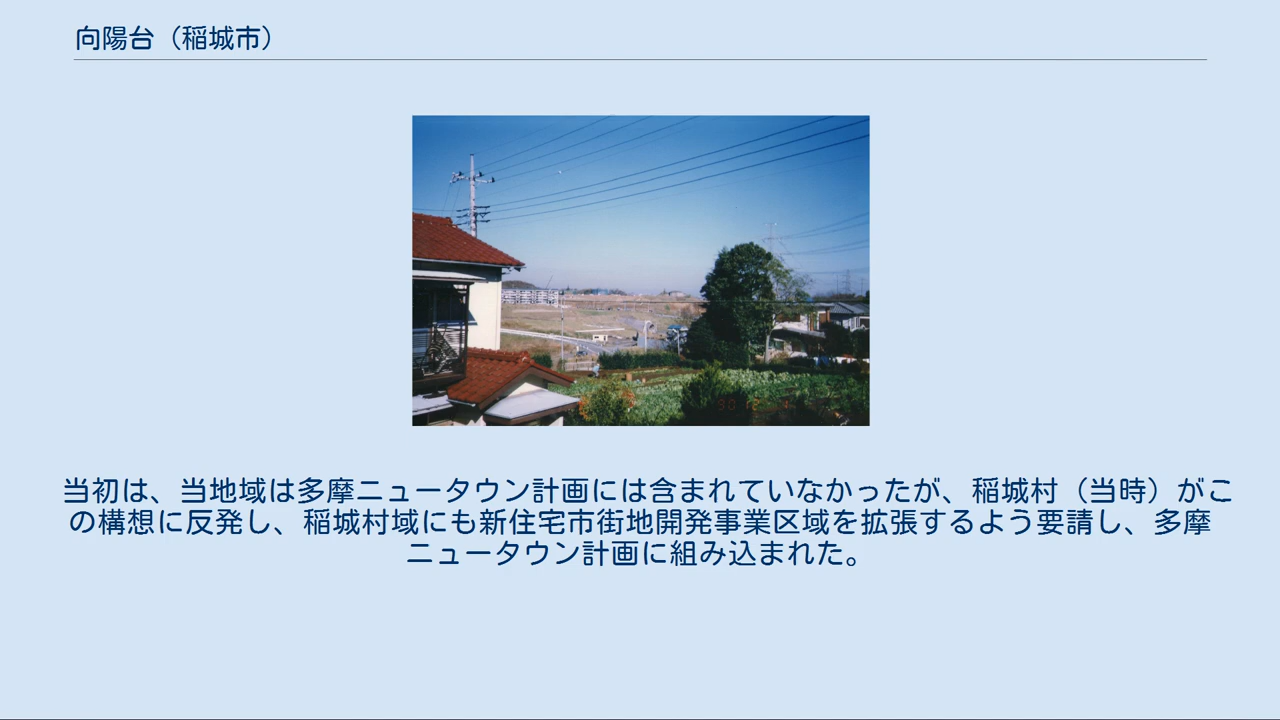 向陽台（稲城市）
当初は、当地域は多摩ニュータウン計画には含まれていなかったが、稲城村（当時）がこ
の構想に反発し、稲城村域にも新住宅市街地開発事業区域を拡張するよう要請し、多摩
ニュータウン計画に組み込まれた。